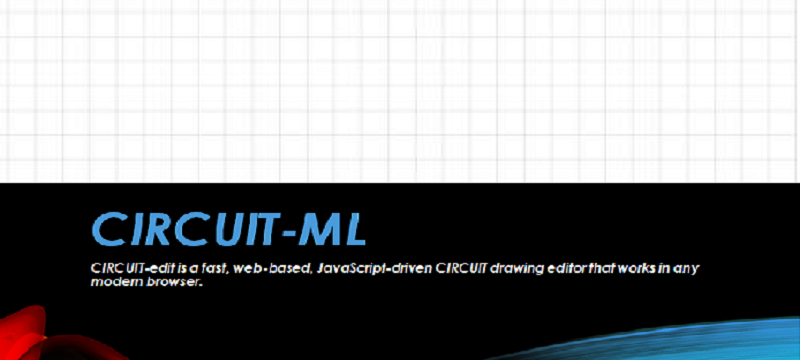 CIRCUIT-ML
CIRCUIT-edit is a fast, web-based, JavaScript-driven CIRCUIT drawing editor that works in any
modern browser.